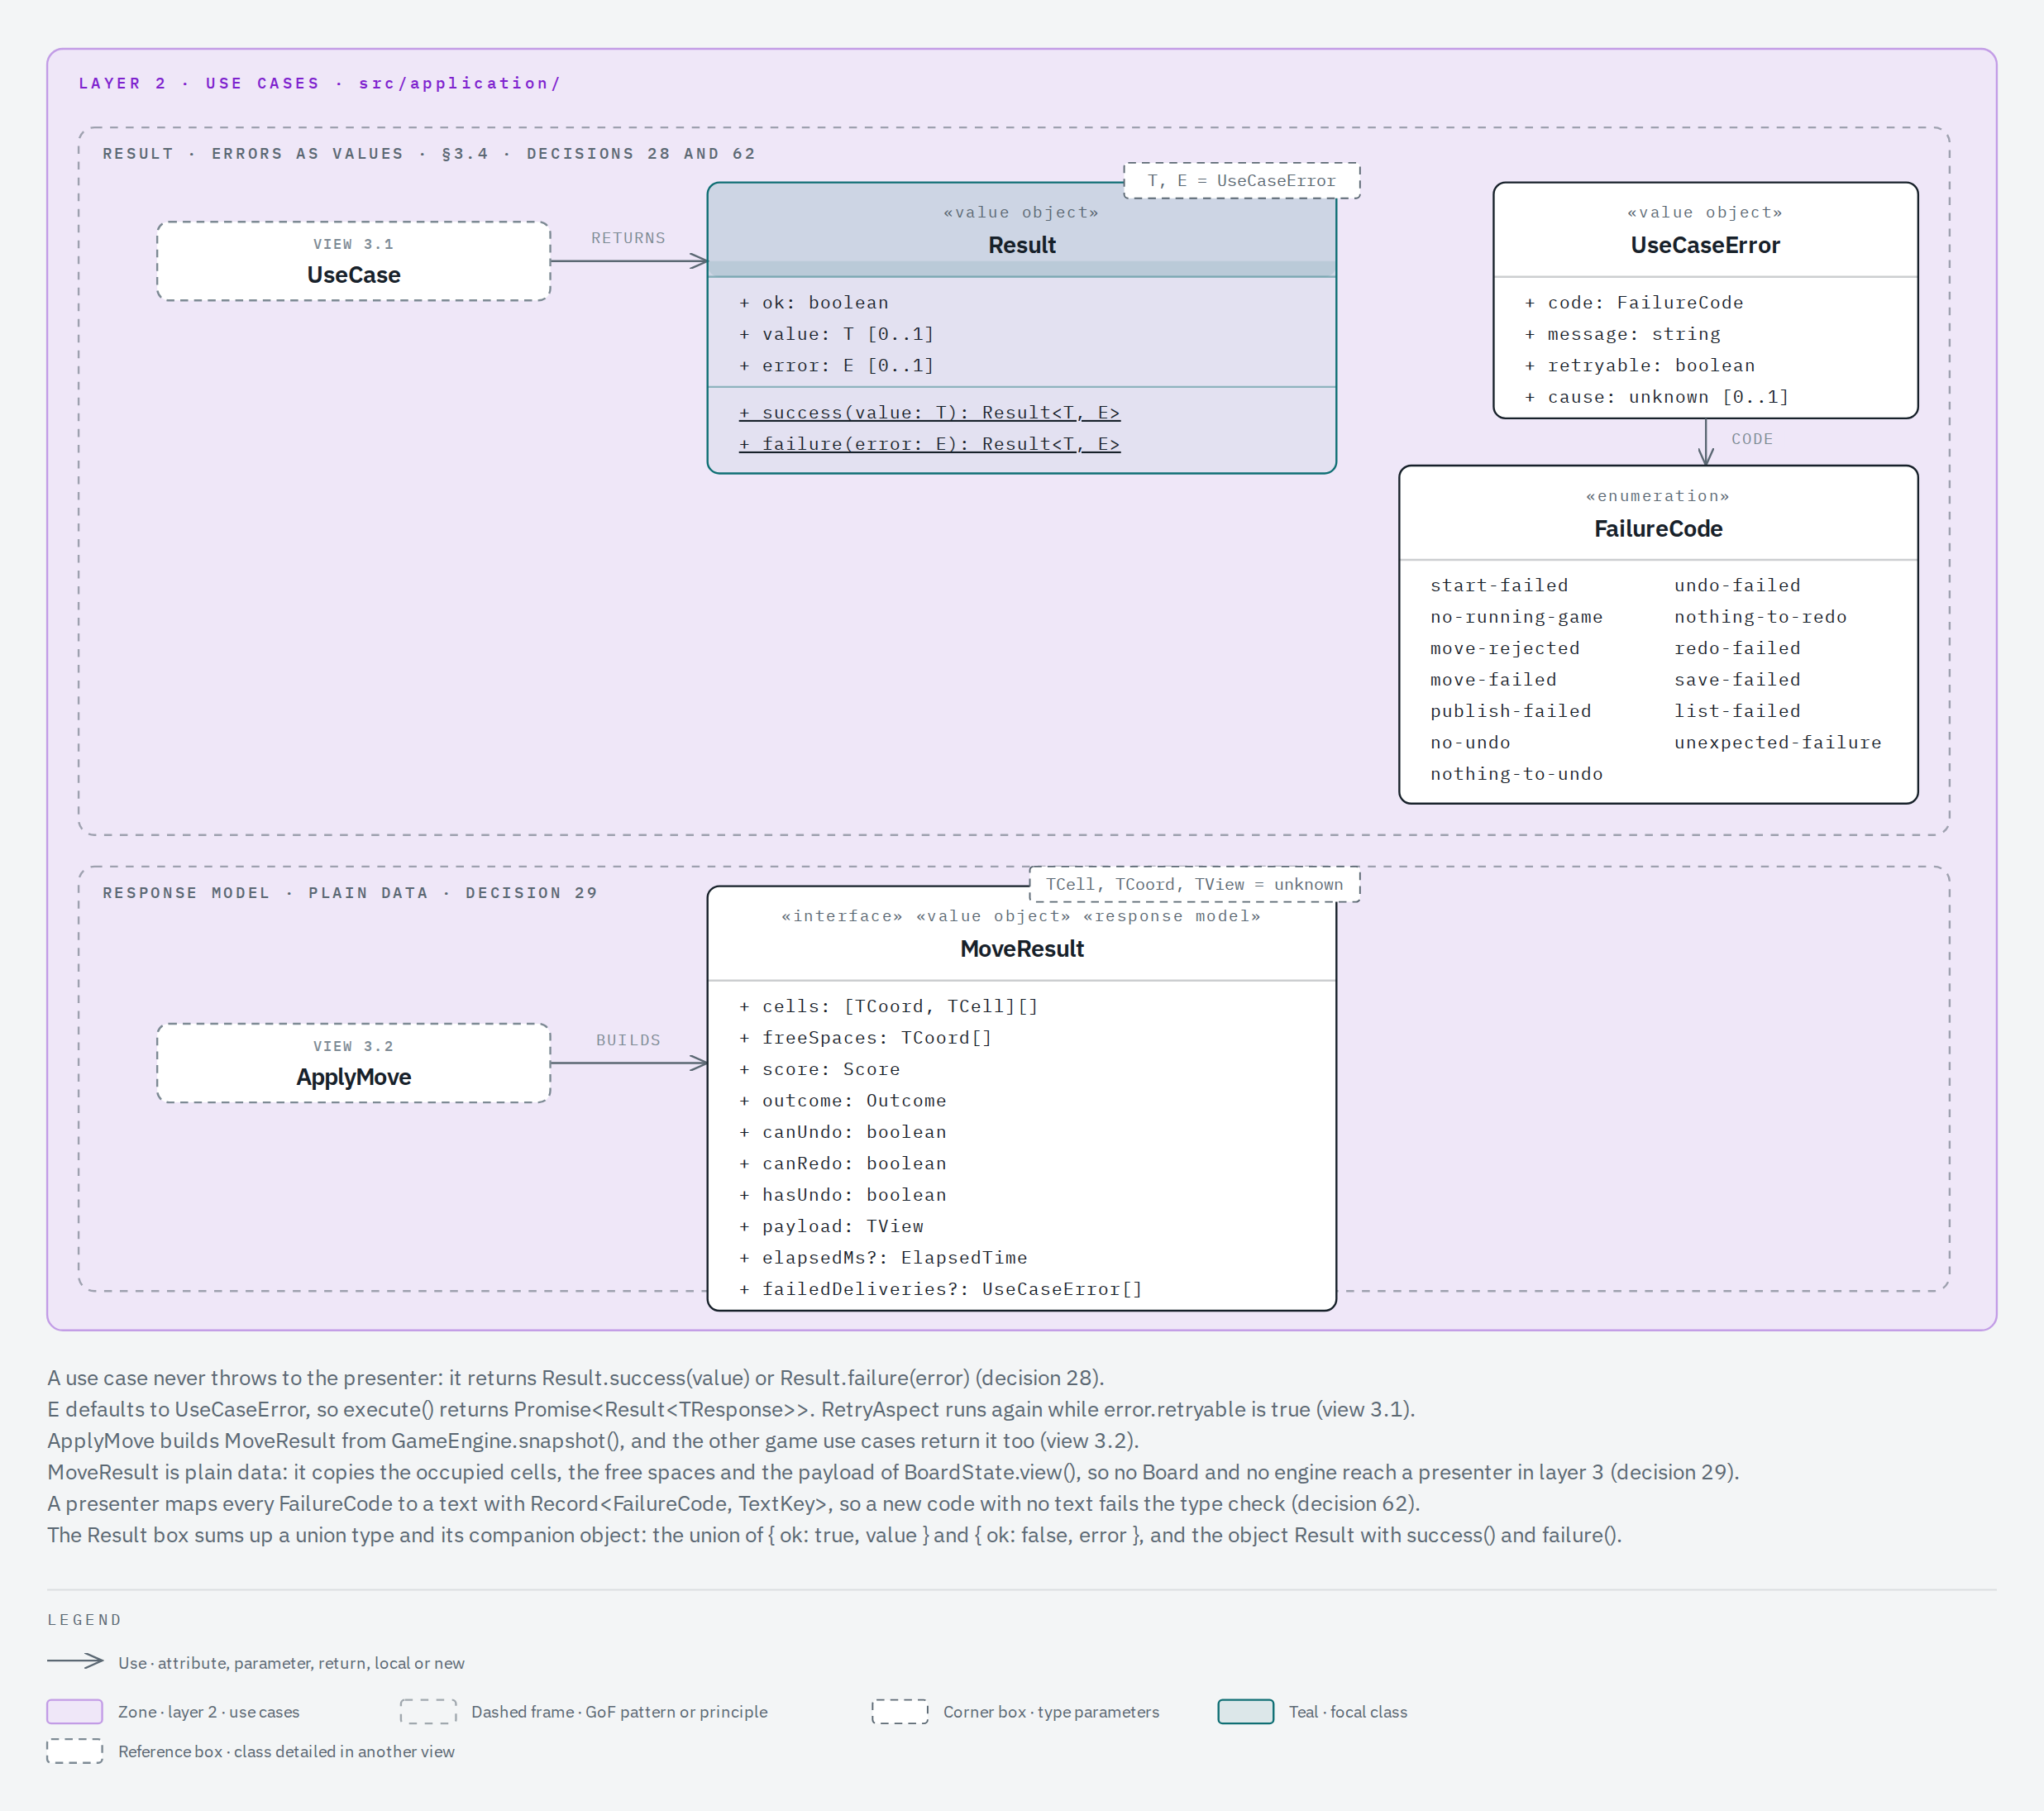 LAYER 2 · USE CASES · src/application/
RESULT · ERRORS AS VALUES · §3.4 · DECISIONS 28 AND 62
VIEW 3.1
UseCase
RETURNS
T, E = UseCaseError
«value object»
Result
+ ok: boolean
+ value: T [0..1]
+ error: E [0..1]
+ success(value: T): Result<T, E>
+ failure(error: E): Result<T, E>
«value object»
UseCaseError
+ code: FailureCode
+ message: string
+ retryable: boolean
+ cause: unknown [0..1]
CODE
«enumeration»
FailureCode
start-failed
no-running-game
move-rejected
move-failed
publish-failed
no-undo
nothing-to-undo
undo-failed
nothing-to-redo
redo-failed
save-failed
list-failed
unexpected-failure
RESPONSE MODEL · PLAIN DATA · DECISION 29
VIEW 3.2
ApplyMove
BUILDS
TCell, TCoord, TView = unknown
«interface» «value object» «response model»
MoveResult
+ cells: [TCoord, TCell][]
+ freeSpaces: TCoord[]
+ score: Score
+ outcome: Outcome
+ canUndo: boolean
+ canRedo: boolean
+ hasUndo: boolean
+ payload: TView
+ elapsedMs?: ElapsedTime
+ failedDeliveries?: UseCaseError[]
A use case never throws to the presenter: it returns Result.success(value) or Result.failure(error) (decision 28).
E defaults to UseCaseError, so execute() returns Promise<Result<TResponse>>. RetryAspect runs again while error.retryable is true (view 3.1).
ApplyMove builds MoveResult from GameEngine.snapshot(), and the other game use cases return it too (view 3.2).
MoveResult is plain data: it copies the occupied cells, the free spaces and the payload of BoardState.view(), so no Board and no engine reach a presenter in layer 3 (decision 29).
A presenter maps every FailureCode to a text with Record<FailureCode, TextKey>, so a new code with no text fails the type check (decision 62).
The Result box sums up a union type and its companion object: the union of { ok: true, value } and { ok: false, error }, and the object Result with success() and failure().
LEGEND
Use · attribute, parameter, return, local or new
Zone · layer 2 · use cases
Dashed frame · GoF pattern or principle
Corner box · type parameters
Teal · focal class
Reference box · class detailed in another view